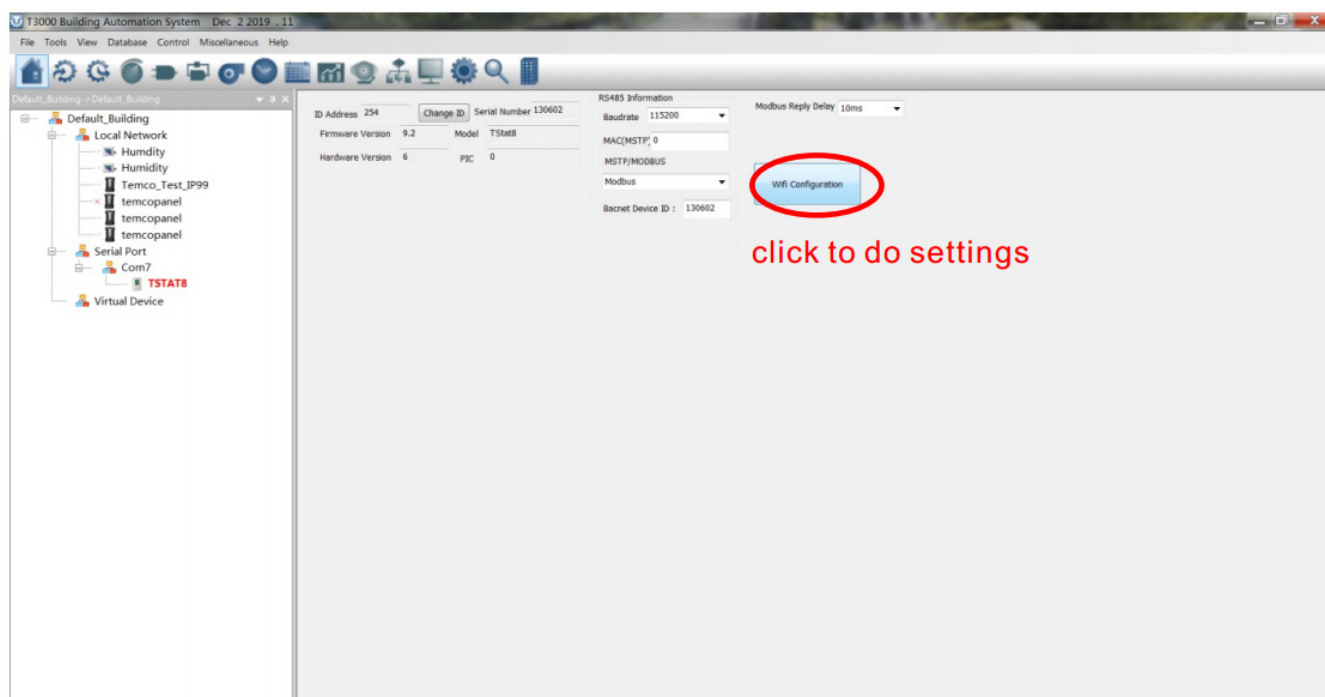 T3000 Building Automation System Dec 2 2019 . 11
File Tools View Database Control Miscellaneous Help
Default_Building->Default_Building
Default_Building
Local Network
Humdity
Humidity
Temco_Test_IP99
temcopanel
temcopanel
temcopanel
Serial Port
Com7
TSTAT8
Virtual Device
ID Address 254 Change ID Serial Number 130602
Firmware Version 9.2 Model TStat8
Hardware Version 6 PIC 0
RS485 Information
Baudrate 115200
MAC(MSTP) 0
MSTP/MODBUS
Modbus
Bacnet Device ID : 130602
Modbus Reply Delay 10ms
Wifi Configuration
click to do settings